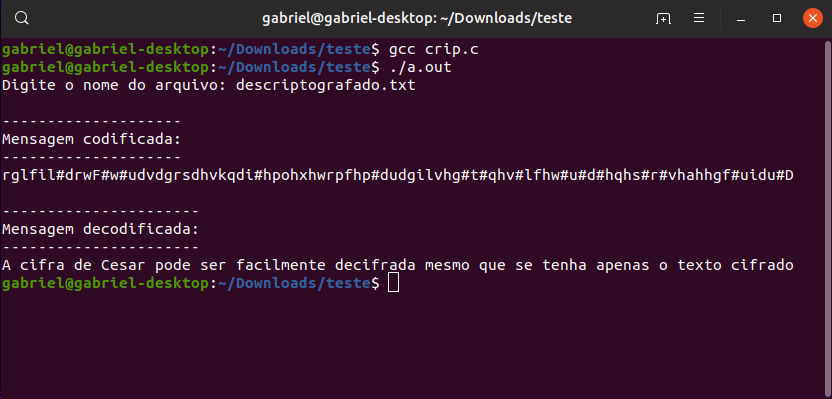 gabriel@gabriel-desktop: ~/Downloads/teste
gabriel@gabriel-desktop:~/Downloads/teste$ gcc crip.c
gabriel@gabriel-desktop:~/Downloads/teste$ ./a.out
Digite o nome do arquivo: descriptografado.txt
--------------------
Mensagem codificada:
--------------------
rglfil#drwF#w#udvdgrsdhvkqdi#hpohxhwrpfhp#dudgilvhg#t#qhv#lfhw#u#d#hqhs#r#vhahhgf#uidu#D
----------------------
Mensagem decodificada:
----------------------
A cifra de Cesar pode ser facilmente decifrada mesmo que se tenha apenas o texto cifrado
gabriel@gabriel-desktop:~/Downloads/teste$